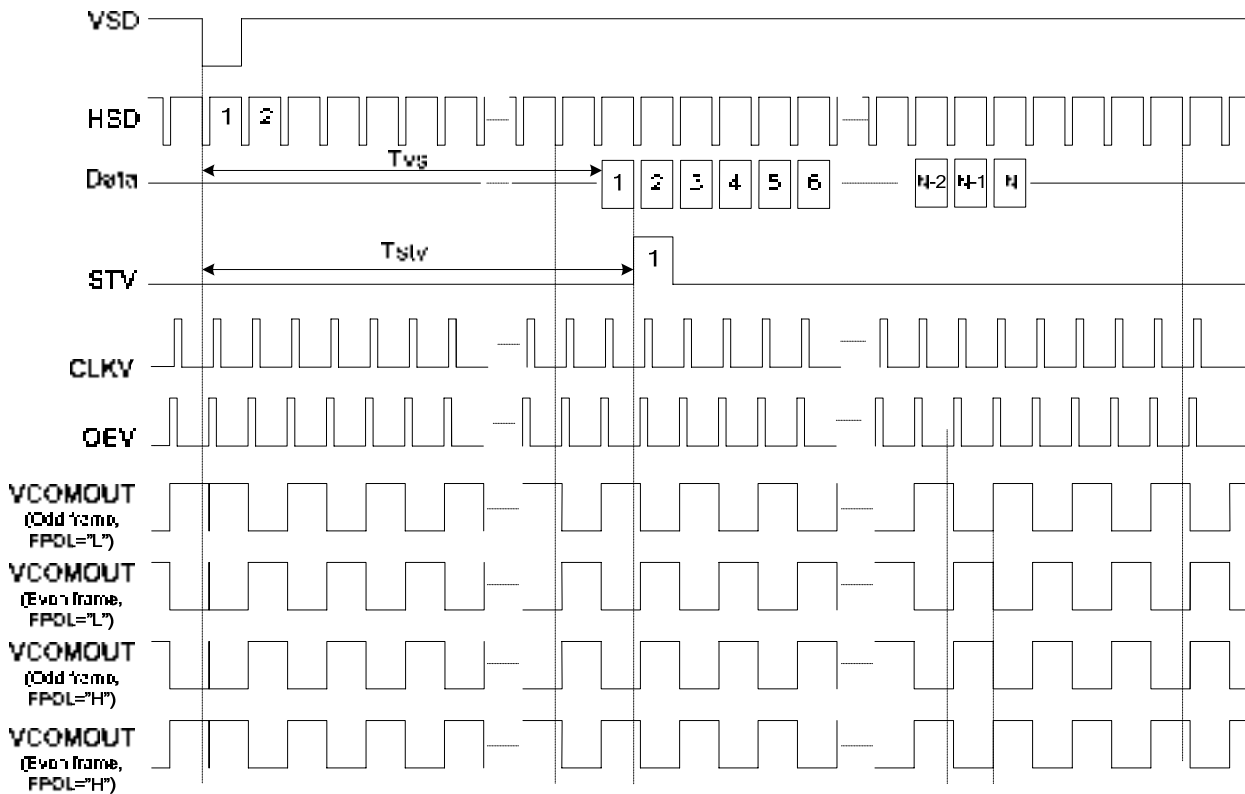 VSD
HSD
1 2
Tvs
Data
1 2 3 4 5 6 N-2 N-1 N
Tstv
STV
1
CLKV
OEV
VCOMOUT
(Odd frame,
FPOL="L")
VCOMOUT
(Even frame,
FPOL="L")
VCOMOUT
(Odd frame,
FPOL="H")
VCOMOUT
(Even frame,
FPOL="H")